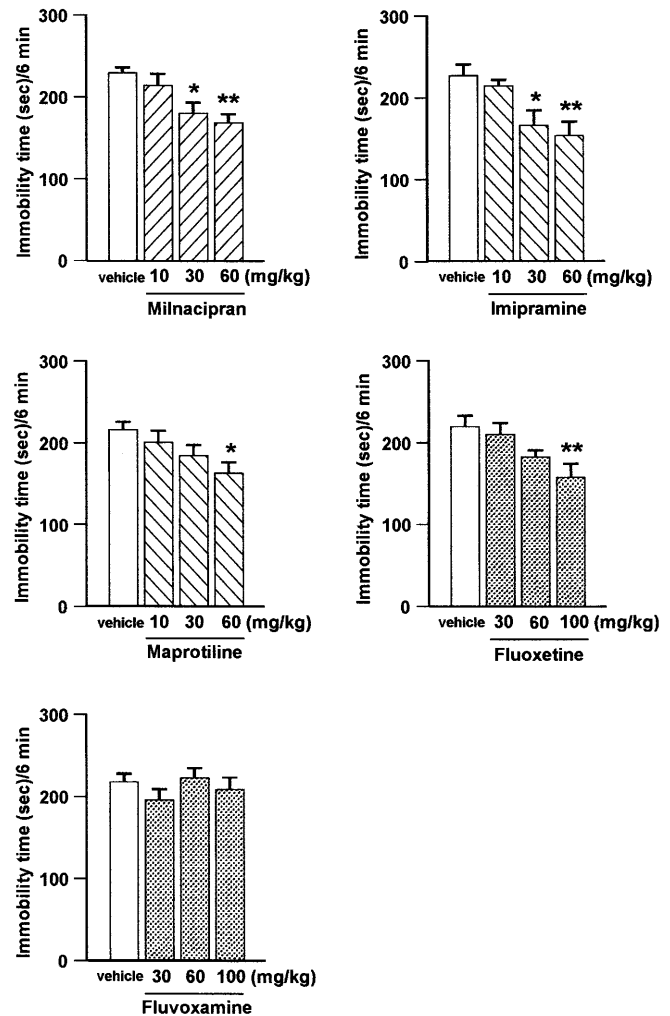 300
200
100
0
Immobility time (sec)/6 min
*
**
vehicle 10 30 60 (mg/kg)
Milnacipran
300
200
100
0
Immobility time (sec)/6 min
*
**
vehicle 10 30 60 (mg/kg)
Imipramine
300
200
100
0
Immobility time (sec)/6 min
*
vehicle 10 30 60 (mg/kg)
Maprotiline
300
200
100
0
Immobility time (sec)/6 min
**
vehicle 30 60 100 (mg/kg)
Fluoxetine
300
200
100
0
Immobility time (sec)/6 min
vehicle 30 60 100 (mg/kg)
Fluvoxamine